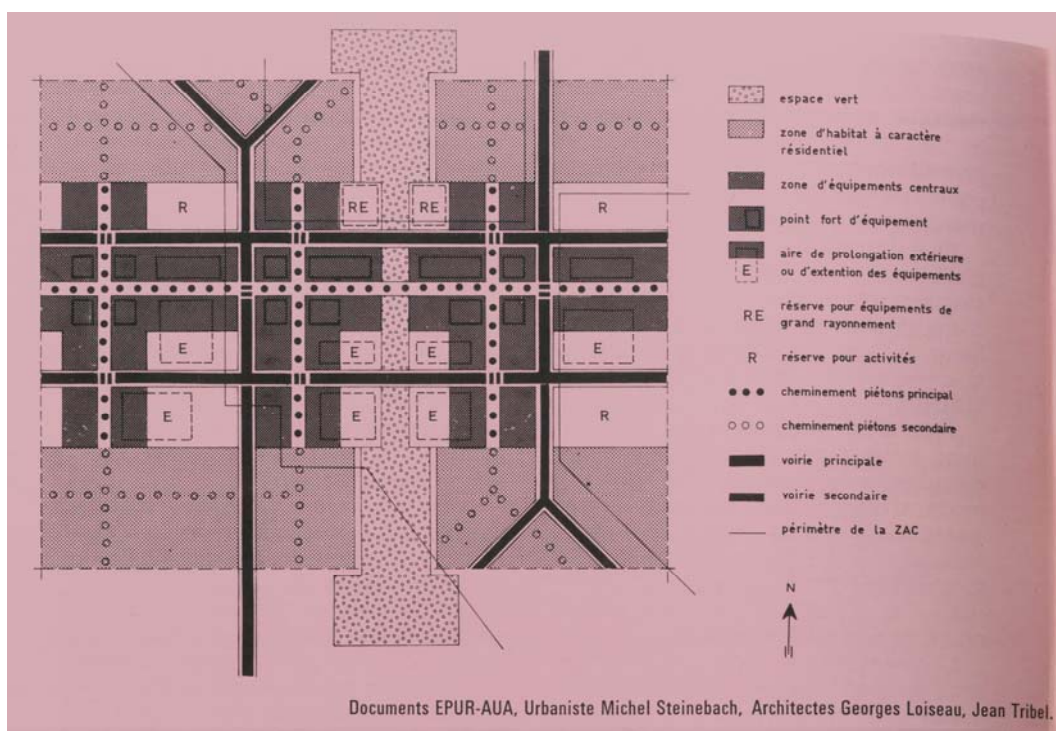 R
RE
RE
R
E
E
E
E
E
E
E
R
espace vert
zone d'habitat à caractère
résidentiel
zone d'équipements centraux
point fort d'équipement
aire de prolongation extérieure
ou d'extention des équipements
E
RE
réserve pour équipements de
grand rayonnement
R
réserve pour activités
cheminement piétons principal
cheminement piétons secondaire
voirie principale
voirie secondaire
périmètre de la ZAC
N
Documents EPUR-AUA, Urbaniste Michel Steinebach, Architectes Georges Loiseau, Jean Tribel.